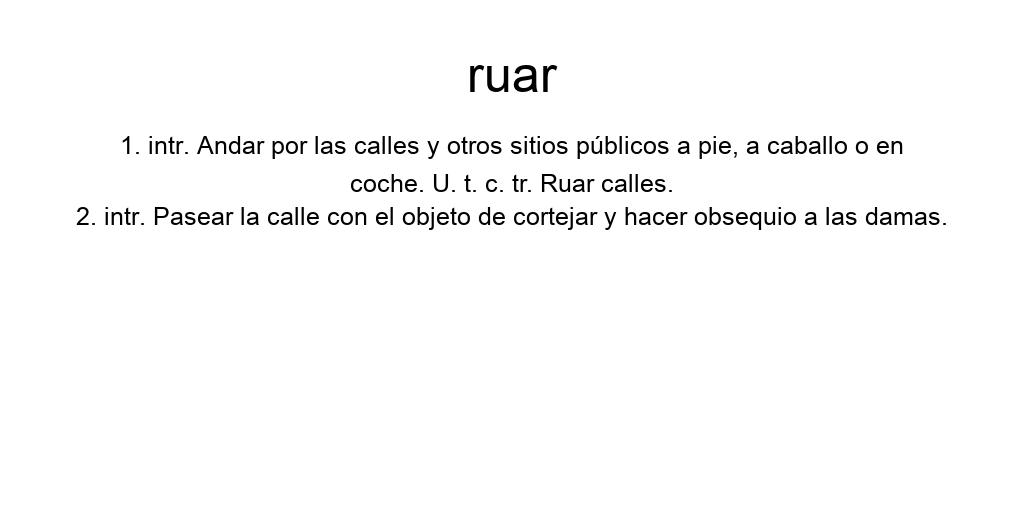 ruar
1. intr. Andar por las calles y otros sitios públicos a pie, a caballo o en
coche. U. t. c. tr. Ruar calles.
2. intr. Pasear la calle con el objeto de cortejar y hacer obsequio a las damas.